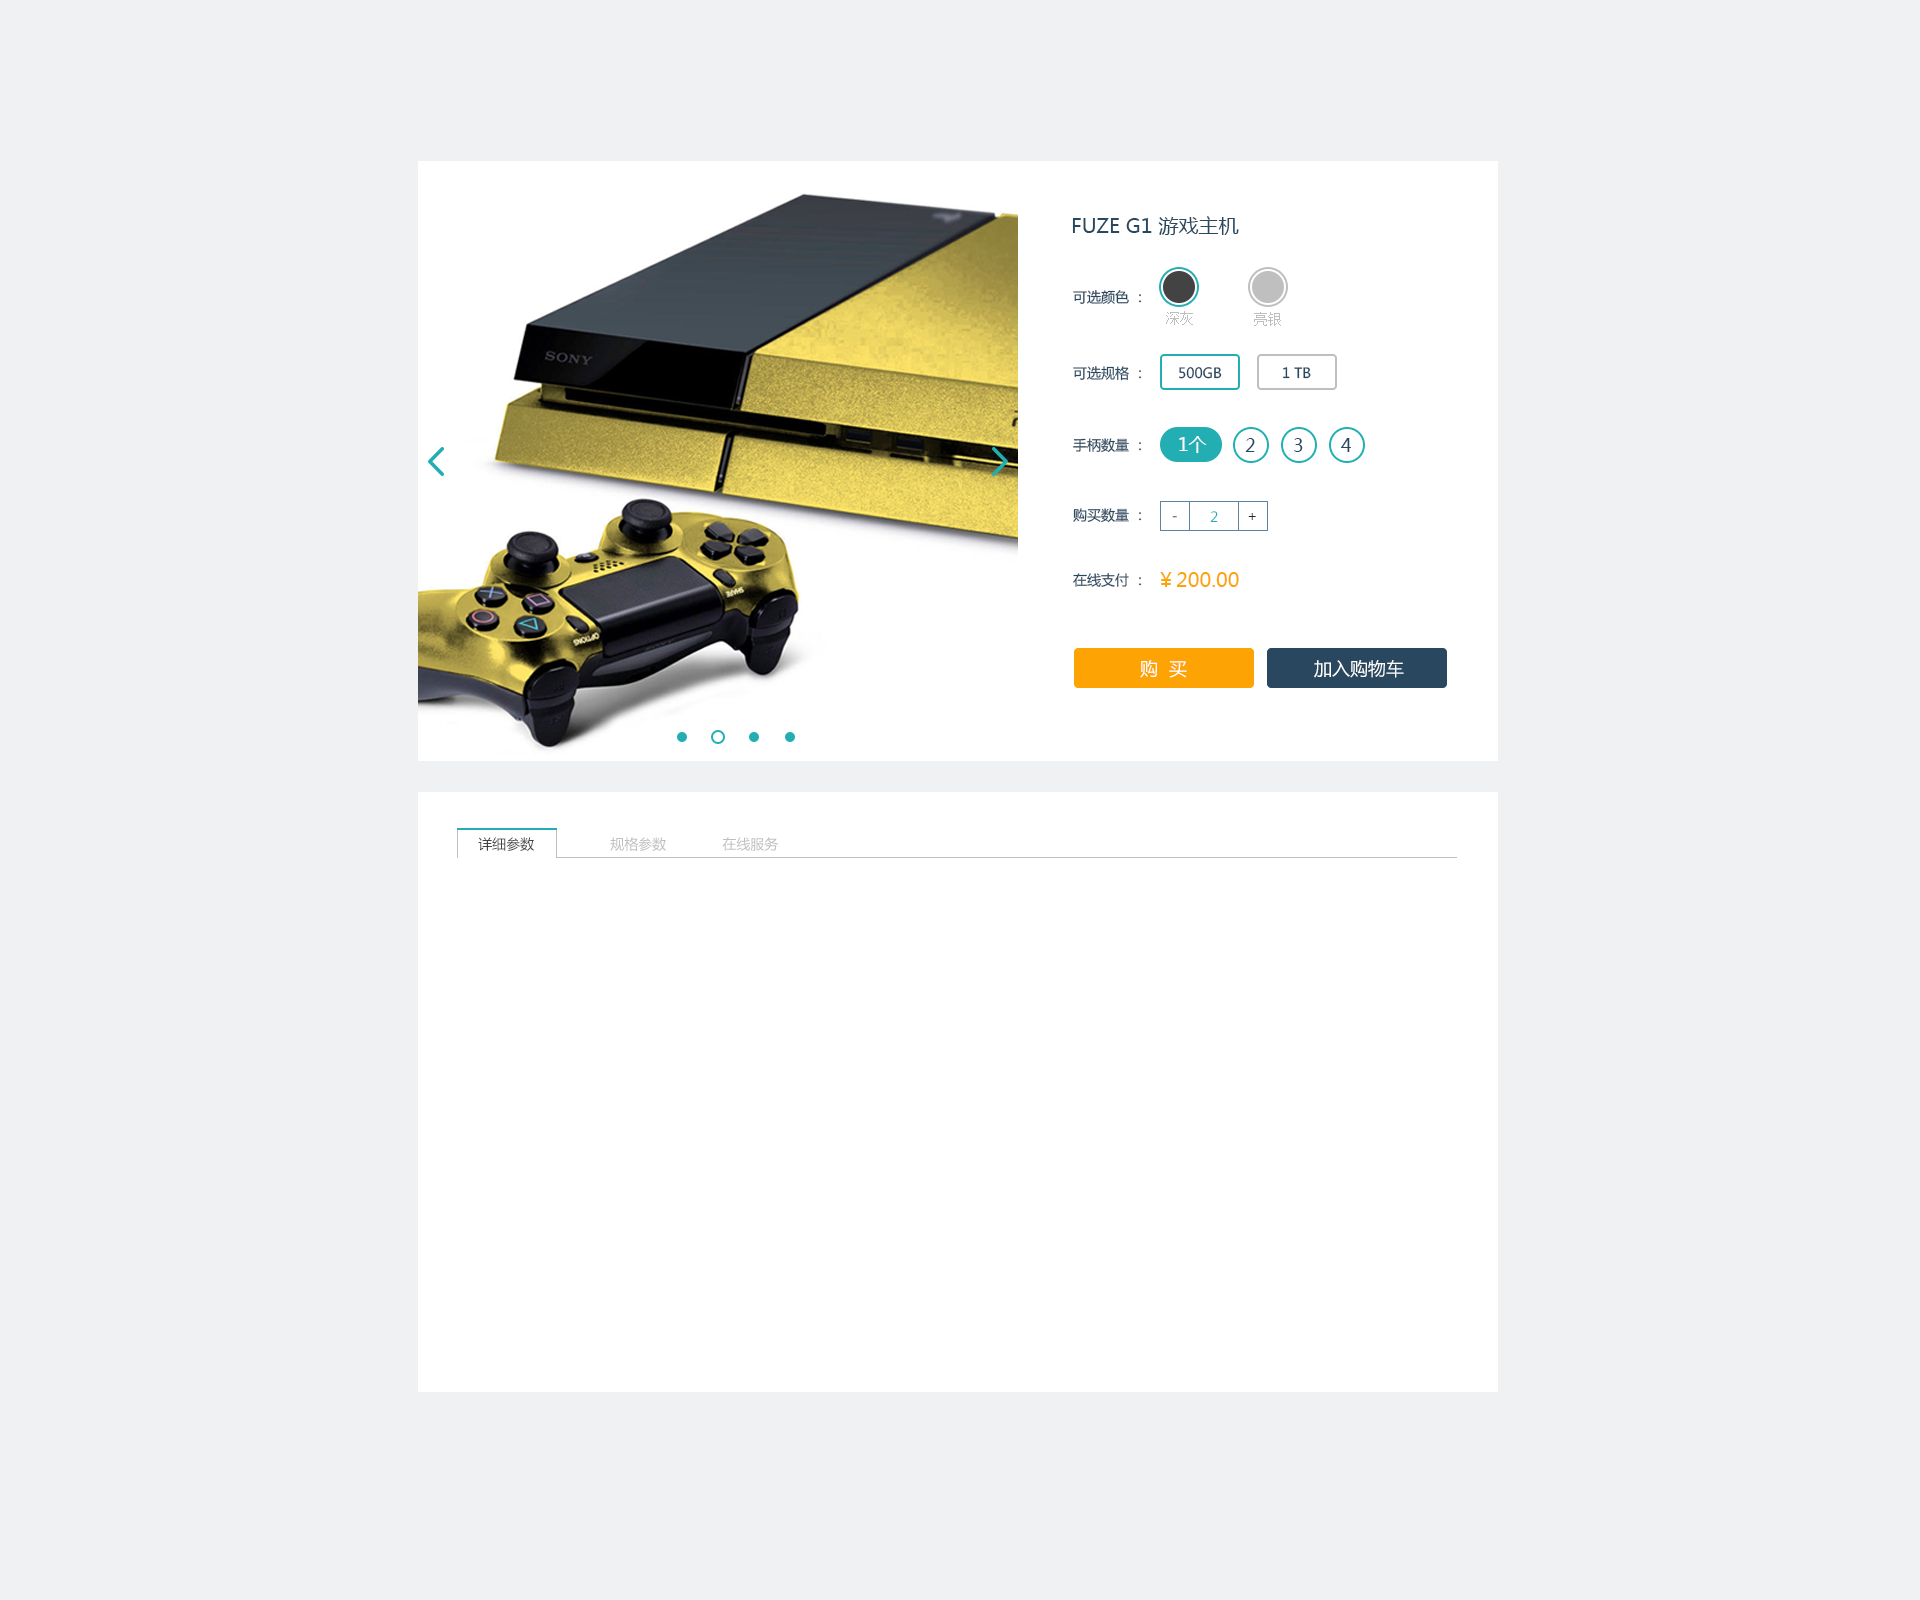 FUZE G1 游戏主机
可选颜色 ：
深灰
亮银
SONY
可选规格 ：
500GB
1 TB
手柄数量 ：
1个
2
3
4
购买数量 ：
-
2
+
在线支付 ：
¥ 200.00
SHARE
OPTIONS
购 买
加入购物车
详细参数
规格参数
在线服务